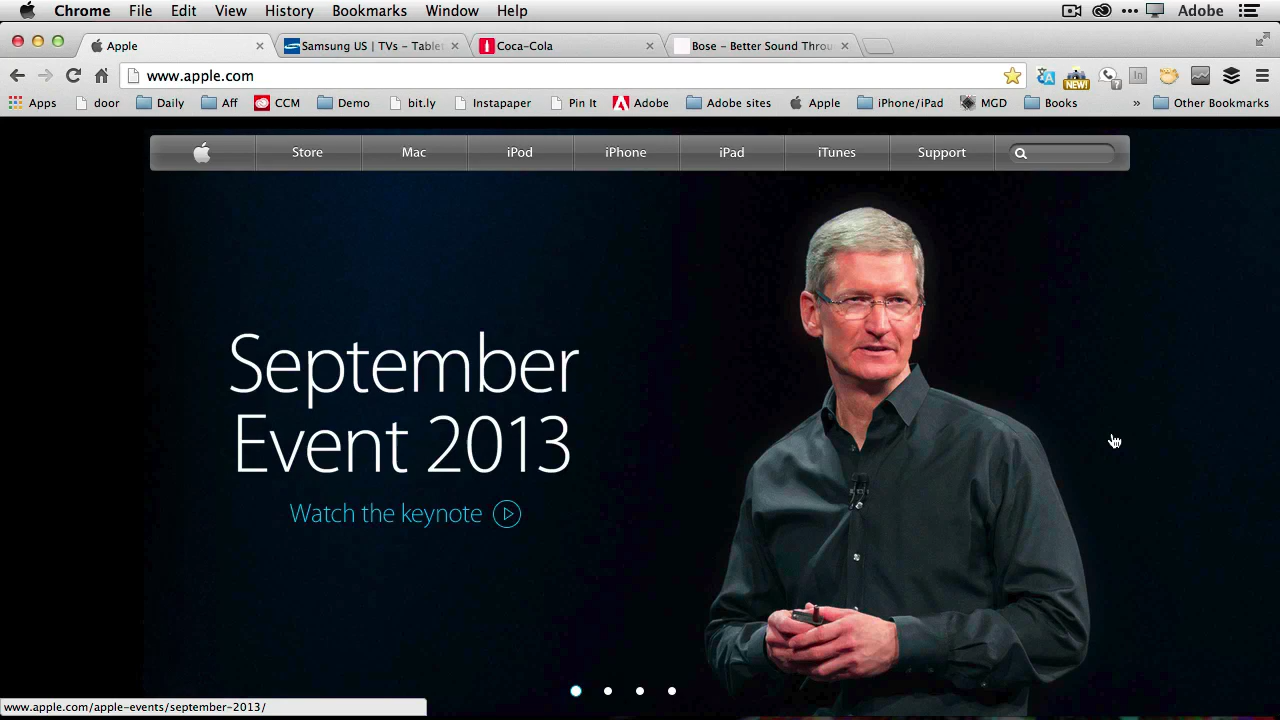 Chrome File Edit View History Bookmarks Window Help Adobe
Apple Samsung US | TVs – Tablet Coca-Cola Bose – Better Sound Throu
www.apple.com NEW! ?
Apps door Daily Aff CCM Demo bit.ly Instapaper Pin It Adobe Adobe sites Apple iPhone/iPad MGD Books » Other Bookmarks
Store Mac iPod iPhone iPad iTunes Support
September
Event 2013
Watch the keynote
www.apple.com/apple-events/september-2013/